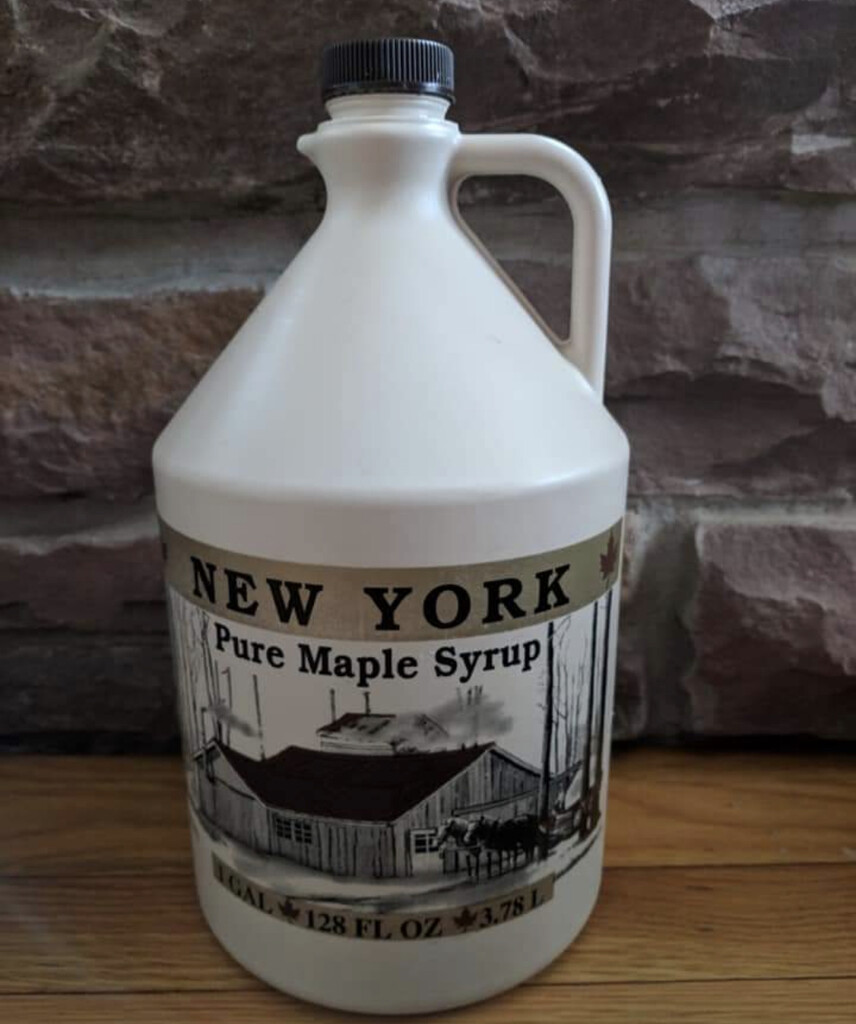 NEW YORK
Pure Maple Syrup
1 GAL 128 FL OZ 3.78 L